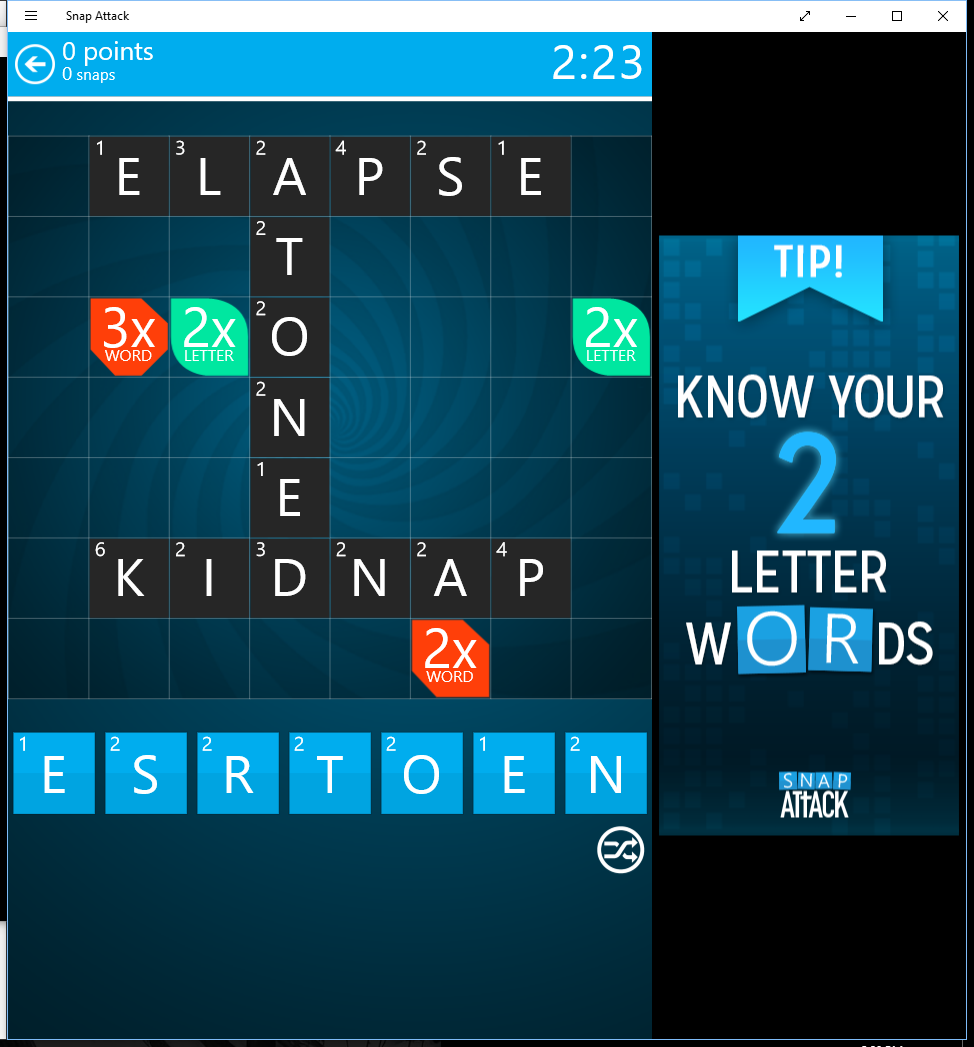 Snap Attack
0 points
0 snaps
2:23
1 E 3 L 2 A 4 P 2 S 1 E
2 T
3x WORD 2x LETTER 2 O 2x LETTER
2 N
1 E
6 K 2 I 3 D 2 N 2 A 4 P
2x WORD
1 E 2 S 2 R 2 T 2 O 1 E 2 N
TIP!
KNOW YOUR
2
LETTER
WORDS
SNAP
ATTACK